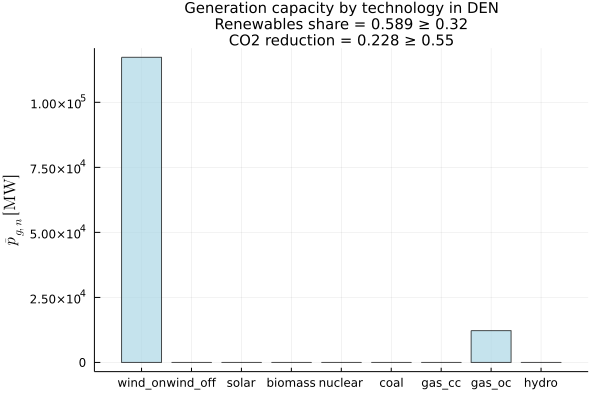 Generation capacity by technology in DEN
Renewables share = 0.589 ≥ 0.32
CO2 reduction = 0.228 ≥ 0.55
p̄_{g,n} [MW]
1.00×10⁵
7.50×10⁴
5.00×10⁴
2.50×10⁴
0
wind_on wind_off solar biomass nuclear coal gas_cc gas_oc hydro